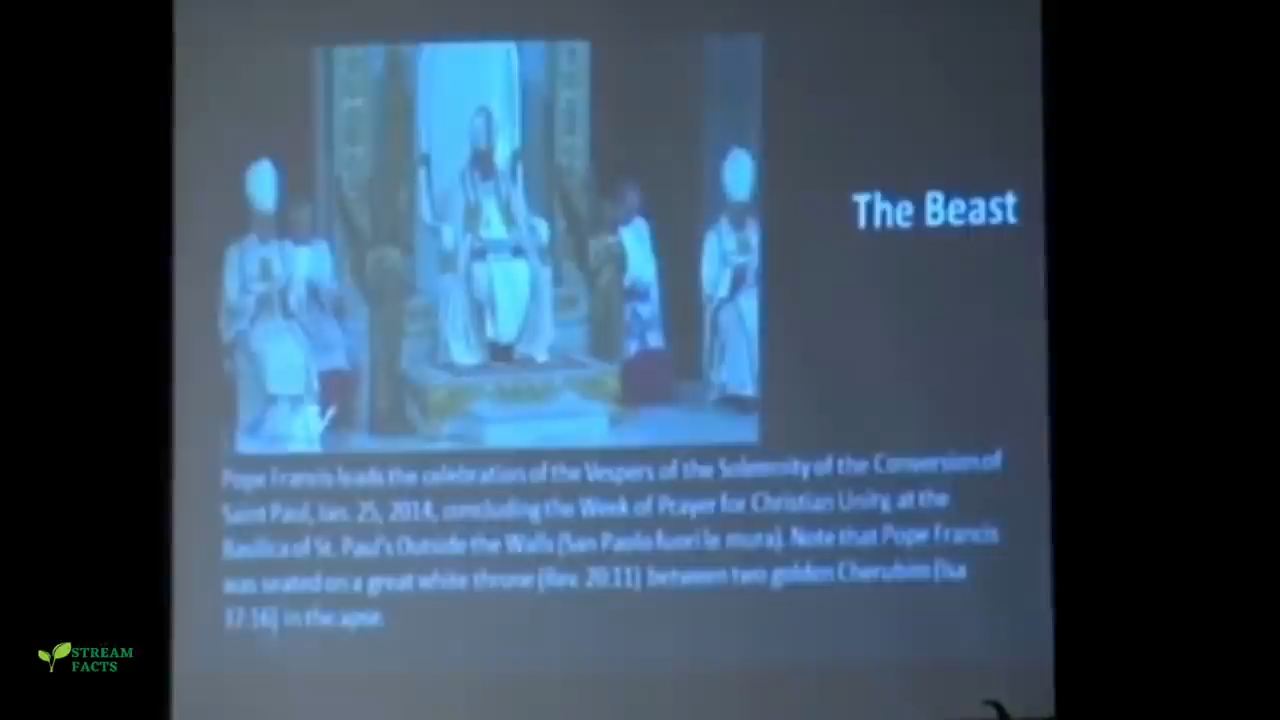 The Beast
Pope Francis leads the celebration of the Vespers of the Solemnity of the Conversion of
Saint Paul, Jan. 25, 2014, concluding the Week of Prayer for Christian Unity, at the
Basilica of St. Paul's Outside the Walls (San Paolo fuori le mura). Note that Pope Francis
was seated on a great white throne (Rev. 20:11) between two golden Cherubim (Isa
37:16) in the apse.
STREAM
FACTS